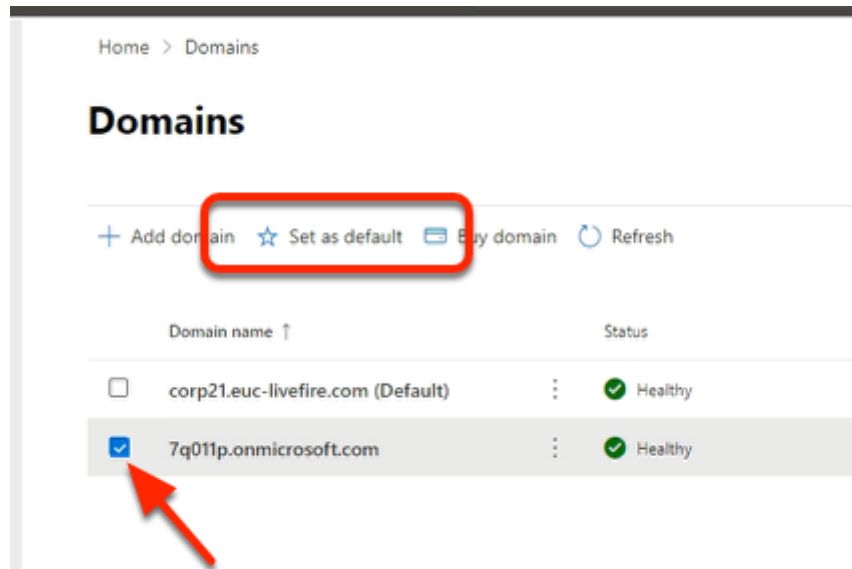 Home > Domains
Domains
+ Add domain Set as default Buy domain Refresh
Domain name ↑ Status
corp21.euc-livefire.com (Default) Healthy
7q011p.onmicrosoft.com Healthy